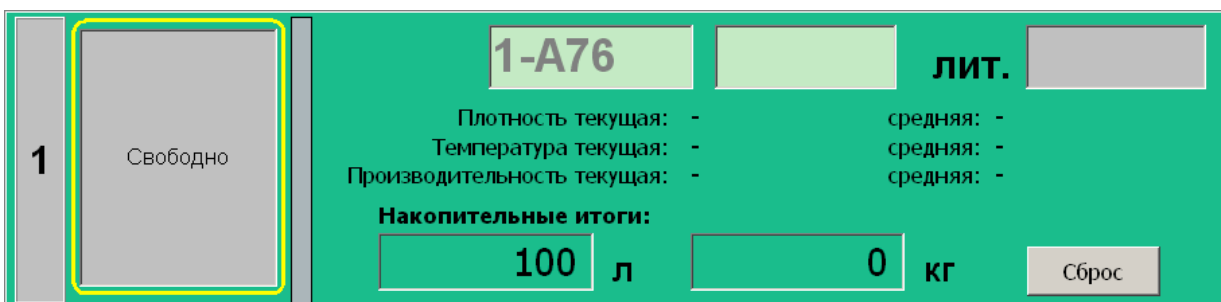 1-А76 лит.
Плотность текущая: - средняя: -
1 Свободно Температура текущая: - средняя: -
Производительность текущая: - средняя: -
Накопительные итоги:
100 л 0 кг Сброс